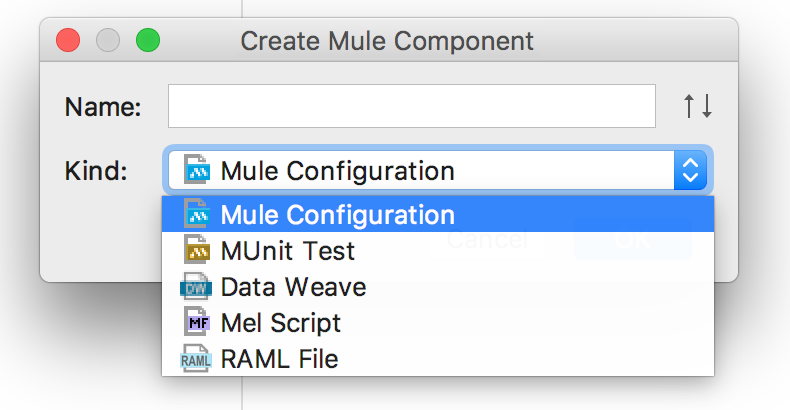 Create Mule Component
Name:
Kind:
Mule Configuration
Mule Configuration
Cancel
OK
MUnit Test
DW
Data Weave
MF
Mel Script
RAML
RAML File